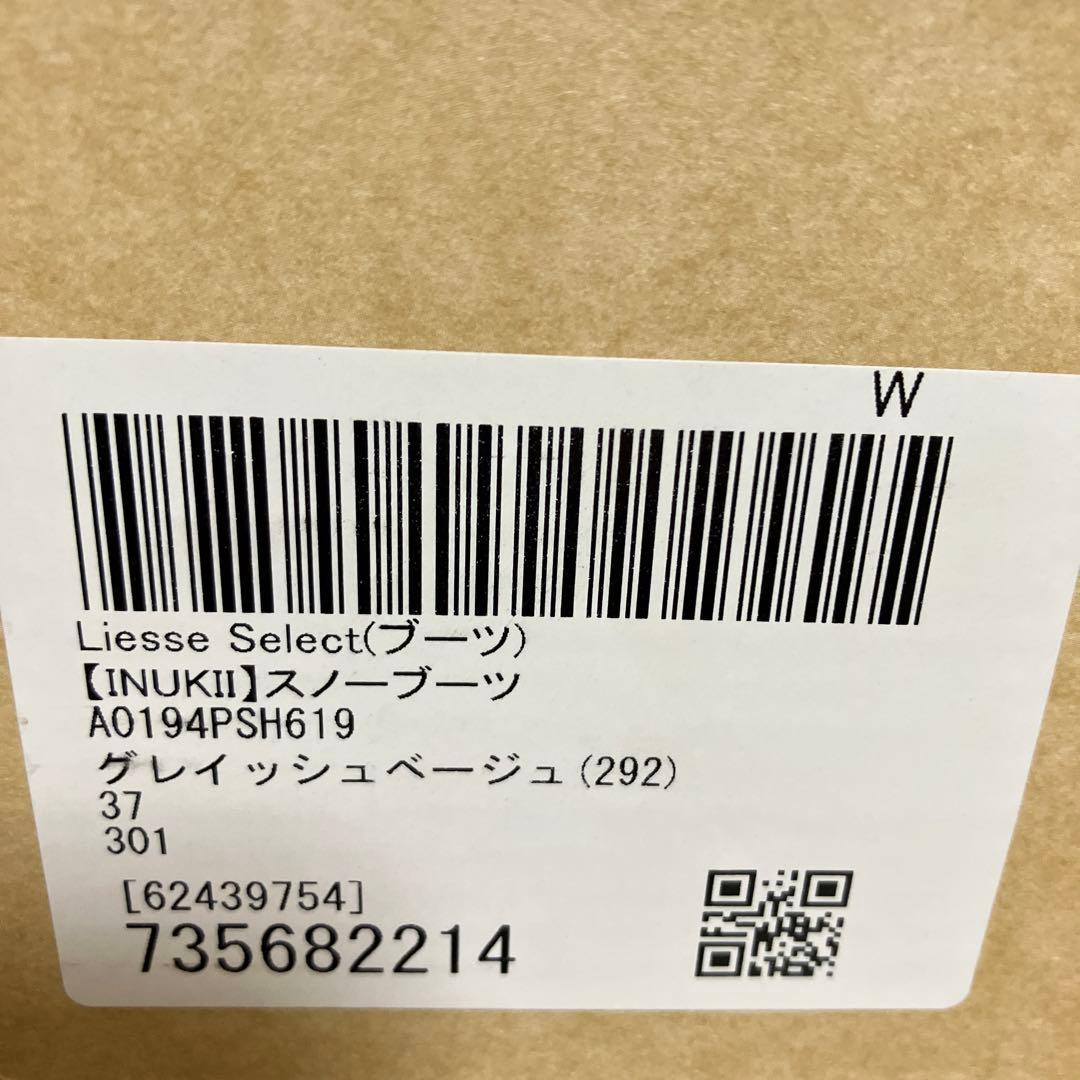 W
Liesse Select(ブーツ)
【INUKII】スノーブーツ
A0194PSH619
グレイッシュベージュ(292)
37
301
[62439754]
735682214